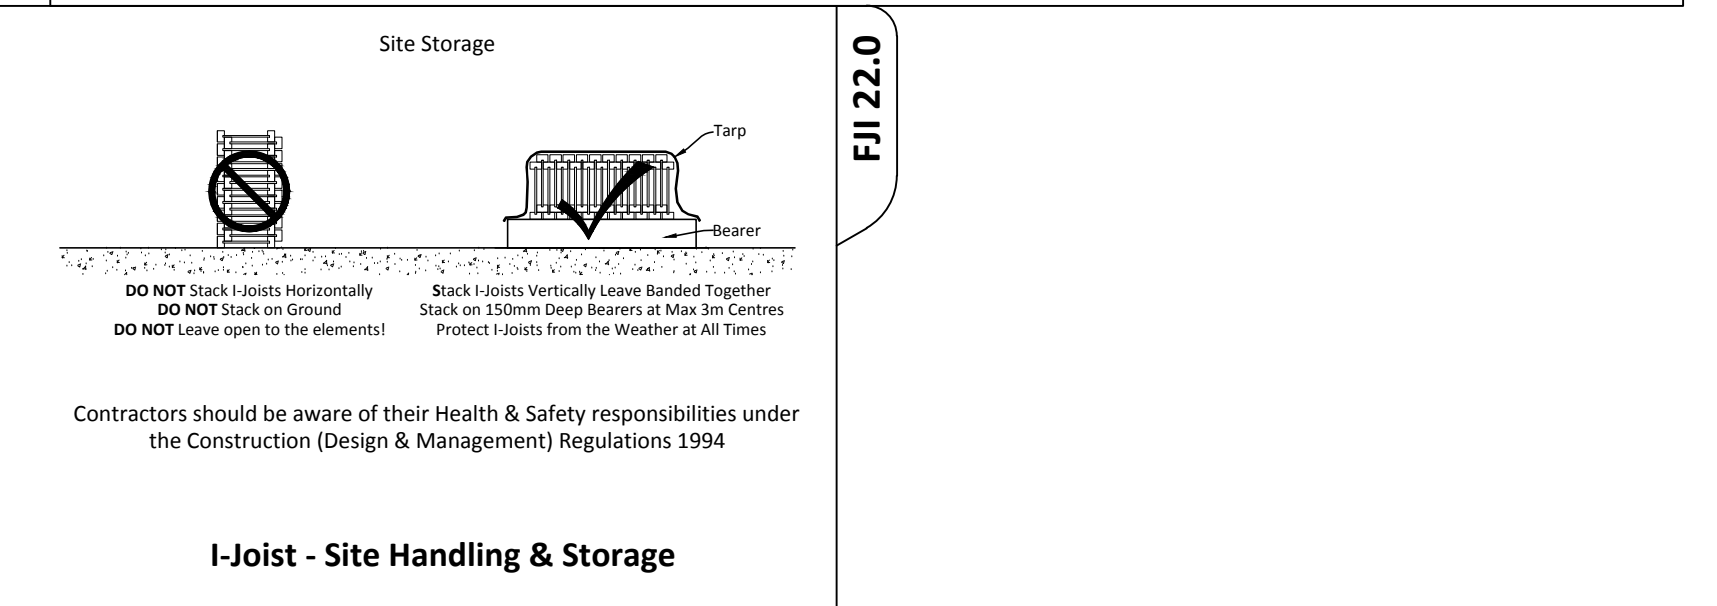 Site Storage
FJI 22.0
Tarp
Bearer
DO NOT Stack I-Joists Horizontally
DO NOT Stack on Ground
DO NOT Leave open to the elements!
Stack I-Joists Vertically Leave Banded Together
Stack on 150mm Deep Bearers at Max 3m Centres
Protect I-Joists from the Weather at All Times
Contractors should be aware of their Health & Safety responsibilities under
the Construction (Design & Management) Regulations 1994
I-Joist - Site Handling & Storage